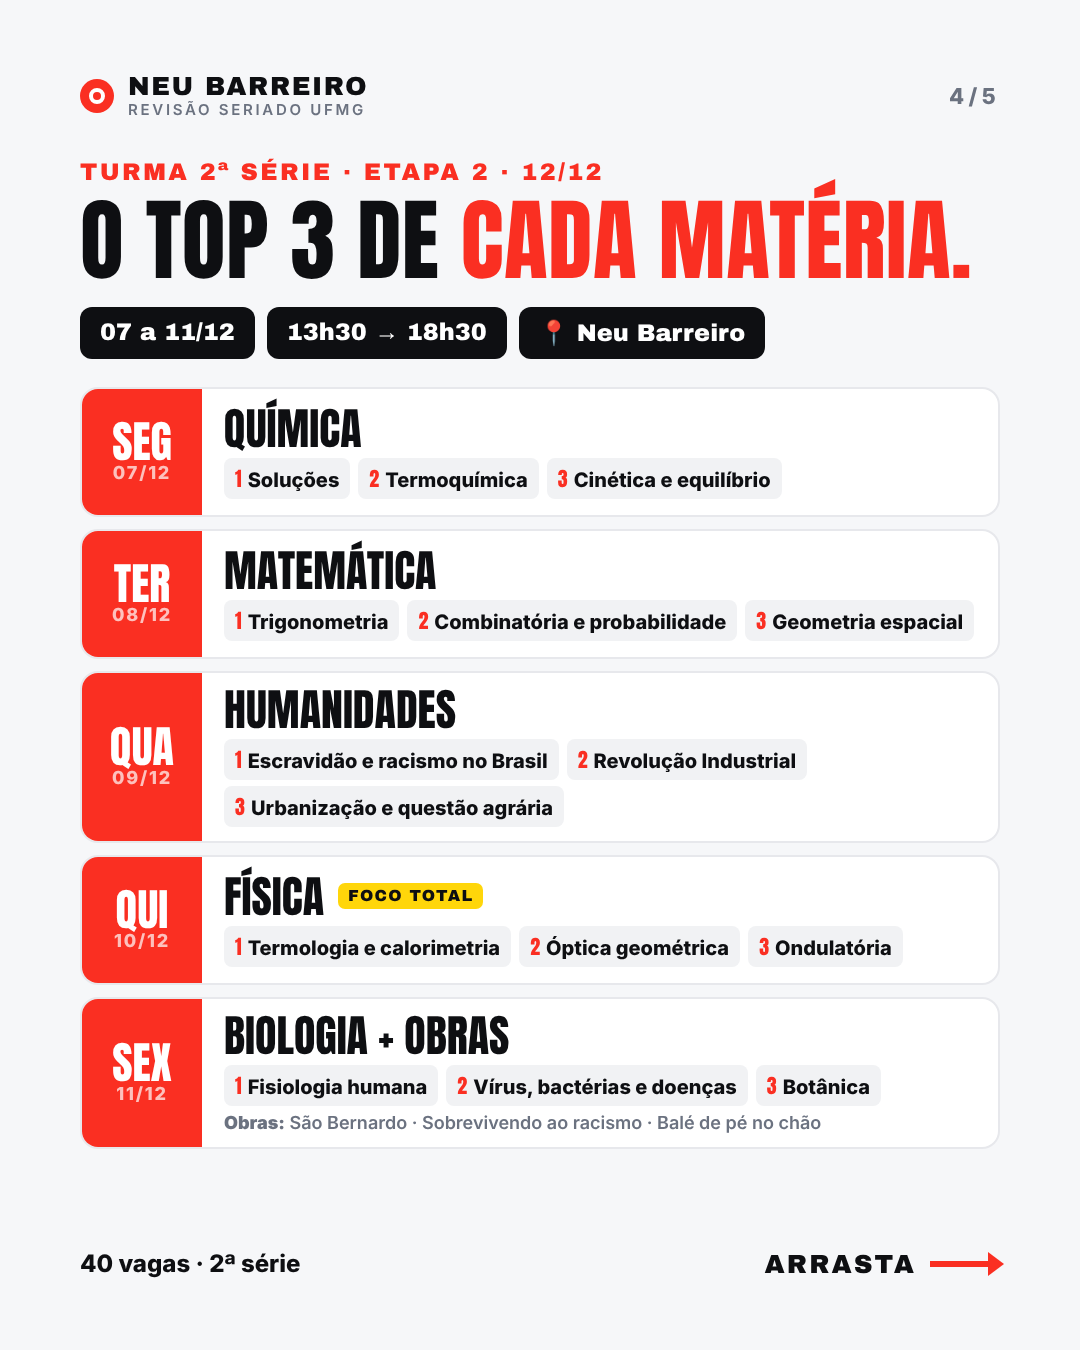 NEU BARREIRO
REVISÃO SERIADO UFMG
4/5
TURMA 2ª SÉRIE · ETAPA 2 · 12/12
O TOP 3 DE CADA MATÉRIA.
07 a 11/12
13h30 → 18h30
📍 Neu Barreiro
SEG
07/12
QUÍMICA
1 Soluções 2 Termoquímica 3 Cinética e equilíbrio
TER
08/12
MATEMÁTICA
1 Trigonometria 2 Combinatória e probabilidade 3 Geometria espacial
QUA
09/12
HUMANIDADES
1 Escravidão e racismo no Brasil 2 Revolução Industrial
3 Urbanização e questão agrária
QUI
10/12
FÍSICA FOCO TOTAL
1 Termologia e calorimetria 2 Óptica geométrica 3 Ondulatória
SEX
11/12
BIOLOGIA + OBRAS
1 Fisiologia humana 2 Vírus, bactérias e doenças 3 Botânica
Obras: São Bernardo · Sobrevivendo ao racismo · Balé de pé no chão
40 vagas · 2ª série
ARRASTA